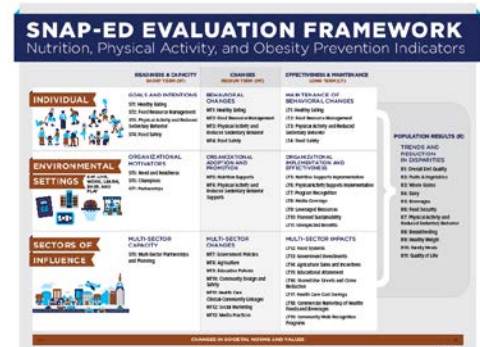 SNAP-ED EVALUATION FRAMEWORK
Nutrition, Physical Activity, and Obesity Prevention Indicators
READINESS & CAPACITY
SHORT TERM (ST)
CHANGES
MEDIUM TERM (MT)
EFFECTIVENESS & MAINTENANCE
LONG TERM (LT)
INDIVIDUAL
GOALS AND INTENTIONS
ST1: Healthy Eating
ST2: Food Resource Management
ST3: Physical Activity and Reduced
Sedentary Behavior
ST4: Food Safety
BEHAVIORAL
CHANGES
MT1: Healthy Eating
MT2: Food Resource Management
MT3: Physical Activity and
Reduced Sedentary Behavior
MT4: Food Safety
MAINTENANCE OF
BEHAVIORAL CHANGES
LT1: Healthy Eating
LT2: Food Resource Management
LT3: Physical Activity and Reduced
Sedentary Behavior
LT4: Food Safety
ENVIRONMENTAL
SETTINGS
EAT, LIVE,
WORK, LEARN,
SHOP, AND
PLAY
ORGANIZATIONAL
MOTIVATORS
ST5: Need and Readiness
ST6: Champions
ST7: Partnerships
ORGANIZATIONAL
ADOPTION AND
PROMOTION
MT5: Nutrition Supports
MT6: Physical Activity and
Reduced Sedentary Behavior
Supports
ORGANIZATIONAL
IMPLEMENTATION AND
EFFECTIVENESS
LT5: Nutrition Supports Implementation
LT6: Physical Activity Supports Implementation
LT7: Program Recognition
LT8: Media Coverage
LT9: Leveraged Resources
LT10: Planned Sustainability
LT11: Unexpected Benefits
SECTORS OF
INFLUENCE
MULTI-SECTOR
CAPACITY
ST8: Multi-Sector Partnerships
and Planning
MULTI-SECTOR
CHANGES
MT7: Government Policies
MT8: Agriculture
MT9: Education Policies
MT10: Community Design and
Safety
MT11: Health Care
Clinical-Community Linkages
MT12: Social Marketing
MT13: Media Practices
MULTI-SECTOR IMPACTS
LT12: Food Systems
LT13: Government Investments
LT14: Agriculture Sales and Incentives
LT15: Educational Attainment
LT16: Shared Use Streets and Crime
Reduction
LT17: Health Care Cost Savings
LT18: Commercial Marketing of Healthy
Foods and Beverages
LT19: Community-Wide Recognition
Programs
POPULATION RESULTS (R)
TRENDS AND
REDUCTION
IN DISPARITIES
R1: Overall Diet Quality
R2: Fruits & Vegetables
R3: Whole Grains
R4: Dairy
R5: Beverages
R6: Food Security
R7: Physical Activity and
Reduced Sedentary Behavior
R8: Breastfeeding
R9: Healthy Weight
R10: Family Meals
R11: Quality of Life
CHANGES IN SOCIETAL NORMS AND VALUES